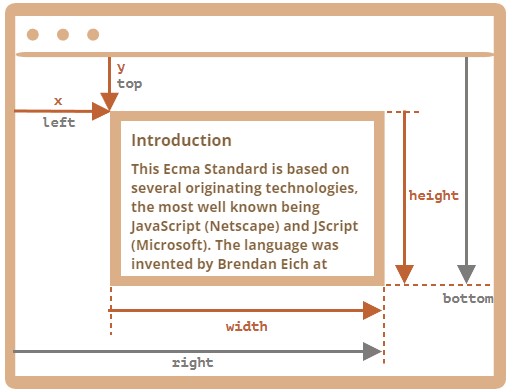 y
top
x
left
Introduction
This Ecma Standard is based on
several originating technologies,
the most well known being
JavaScript (Netscape) and JScript
(Microsoft). The language was
invented by Brendan Eich at
height
bottom
width
right